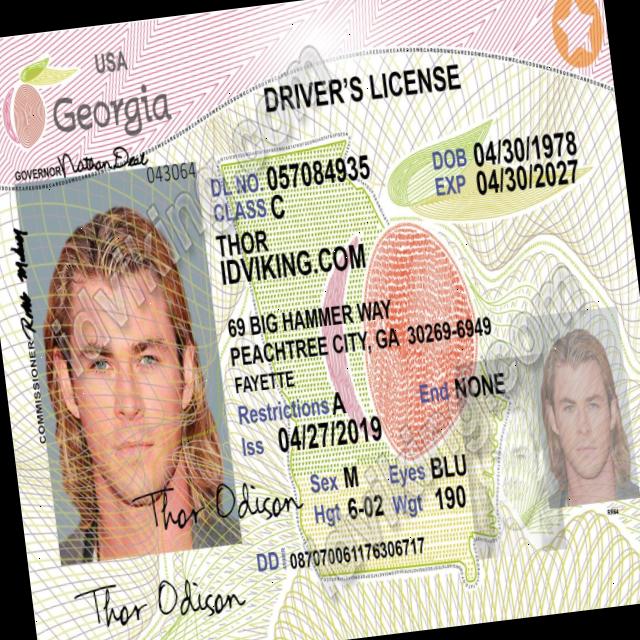 USA
Georgia
DRIVER'S LICENSE
GOVERNOR Nathan Deal
043064
DL NO. 057084935
DOB 04/30/1978
CLASS C
EXP 04/30/2027
THOR
IDVIKING.COM
69 BIG HAMMER WAY
PEACHTREE CITY, GA 30269-6949
FAYETTE
Restrictions A
End NONE
Iss 04/27/2019
Sex M Eyes BLU
Hgt 6-02 Wgt 190
DD 087070061176306717
COMMISSIONER
Thor Odison
Thor Odison
idviking.com